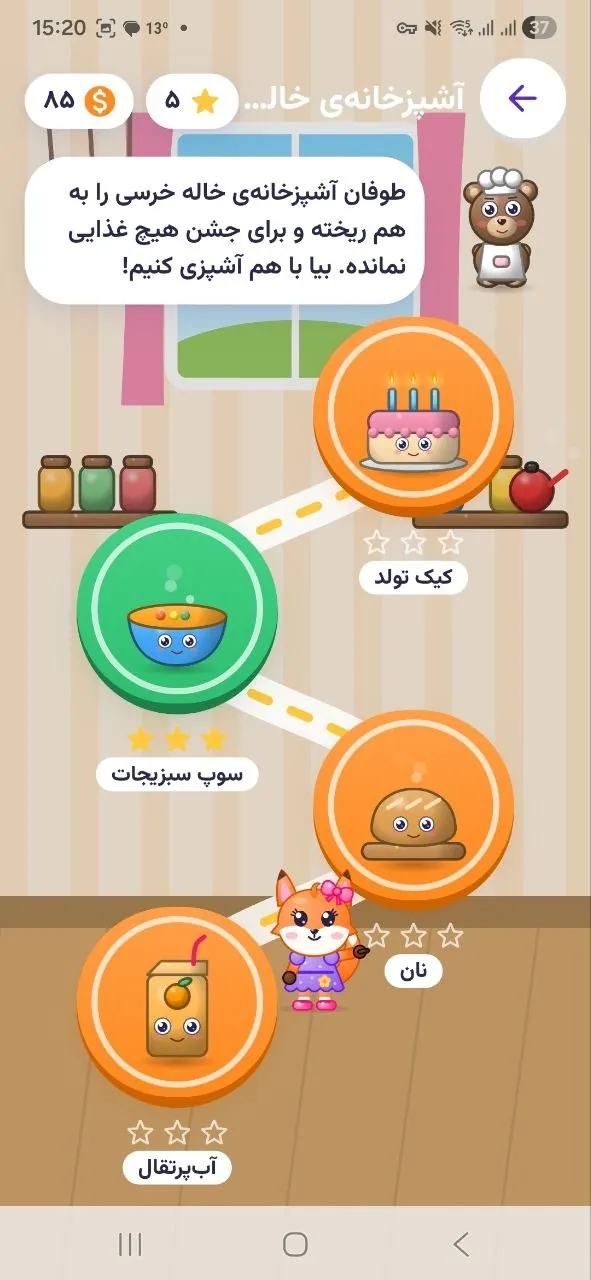 15:20 13°
37
آشپزخانه‌ی خالـ...
۵
۸۵
طوفان آشپزخانه‌ی خاله خرسی را به
هم ریخته و برای جشن هیچ غذایی
نمانده. بیا با هم آشپزی کنیم!
کیک تولد
سوپ سبزیجات
نان
آب‌پرتقال